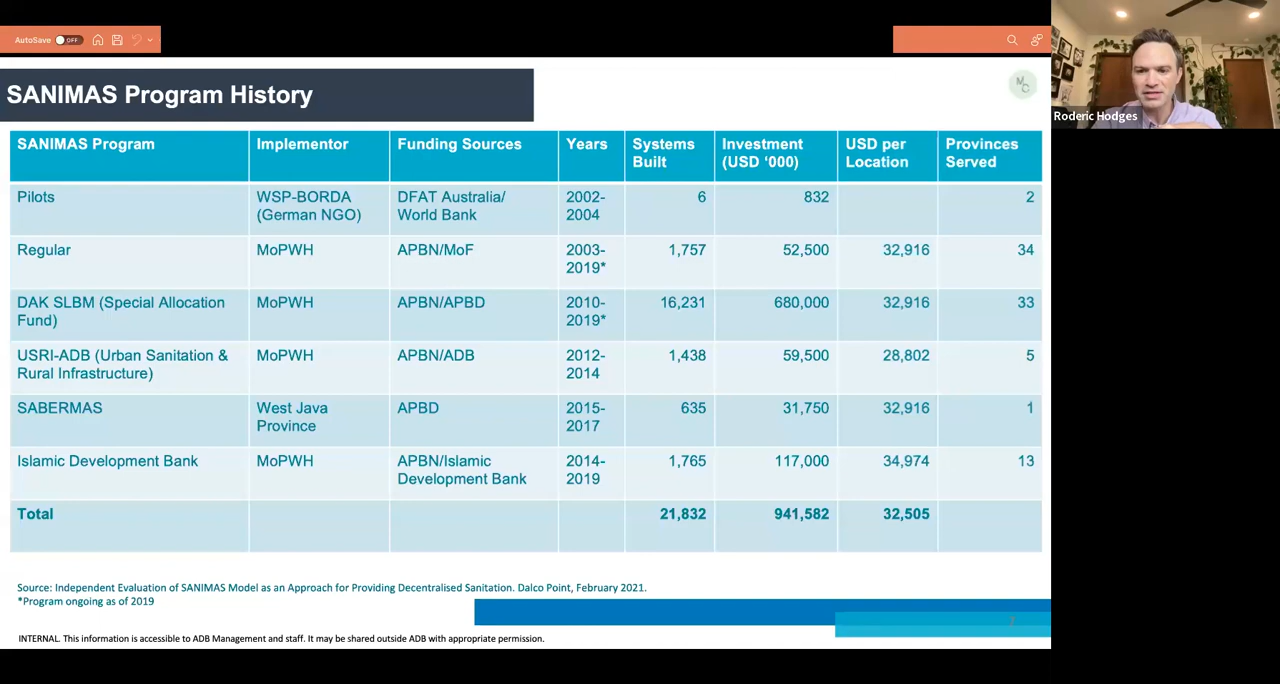 AutoSave OFF
Roderic Hodges
SANIMAS Program History
MC
SANIMAS Program Implementor Funding Sources Years Systems Built Investment (USD '000) USD per Location Provinces Served
Pilots WSP-BORDA (German NGO) DFAT Australia/ World Bank 2002-2004 6 832 2
Regular MoPWH APBN/MoF 2003-2019* 1,757 52,500 32,916 34
DAK SLBM (Special Allocation Fund) MoPWH APBN/APBD 2010-2019* 16,231 680,000 32,916 33
USRI-ADB (Urban Sanitation & Rural Infrastructure) MoPWH APBN/ADB 2012-2014 1,438 59,500 28,802 5
SABERMAS West Java Province APBD 2015-2017 635 31,750 32,916 1
Islamic Development Bank MoPWH APBN/Islamic Development Bank 2014-2019 1,765 117,000 34,974 13
Total 21,832 941,582 32,505
Source: Independent Evaluation of SANIMAS Model as an Approach for Providing Decentralised Sanitation. Dalco Point, February 2021.
*Program ongoing as of 2019
INTERNAL. This information is accessible to ADB Management and staff. It may be shared outside ADB with appropriate permission.